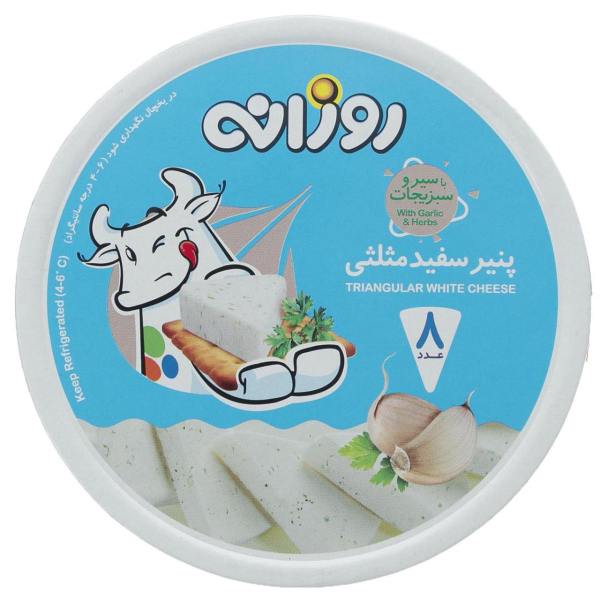 روزانه
با سیر و
سبزیجات
With Garlic
& Herbs
پنیر سفید مثلثی
TRIANGULAR WHITE CHEESE
۸
عدد
در یخچال نگهداری شود (۶-۴ درجه سانتیگراد)
Keep Refrigerated (4-6°C)